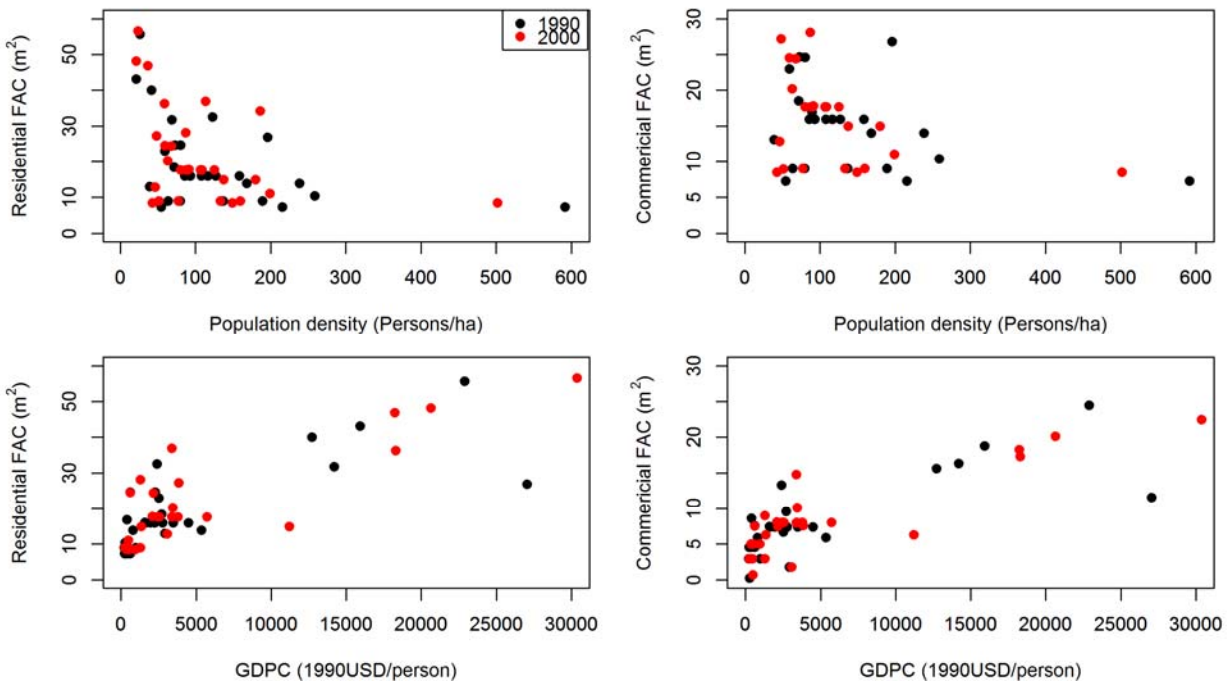 Residential FAC (m²)
50
30
10
0
1990
2000
0 100 200 300 400 500 600
Population density (Persons/ha)
Commericial FAC (m²)
30
20
10
5
0
0 100 200 300 400 500 600
Population density (Persons/ha)
Residential FAC (m²)
50
30
10
0
0 5000 10000 15000 20000 25000 30000
GDPC (1990USD/person)
Commericial FAC (m²)
30
20
10
5
0
0 5000 10000 15000 20000 25000 30000
GDPC (1990USD/person)